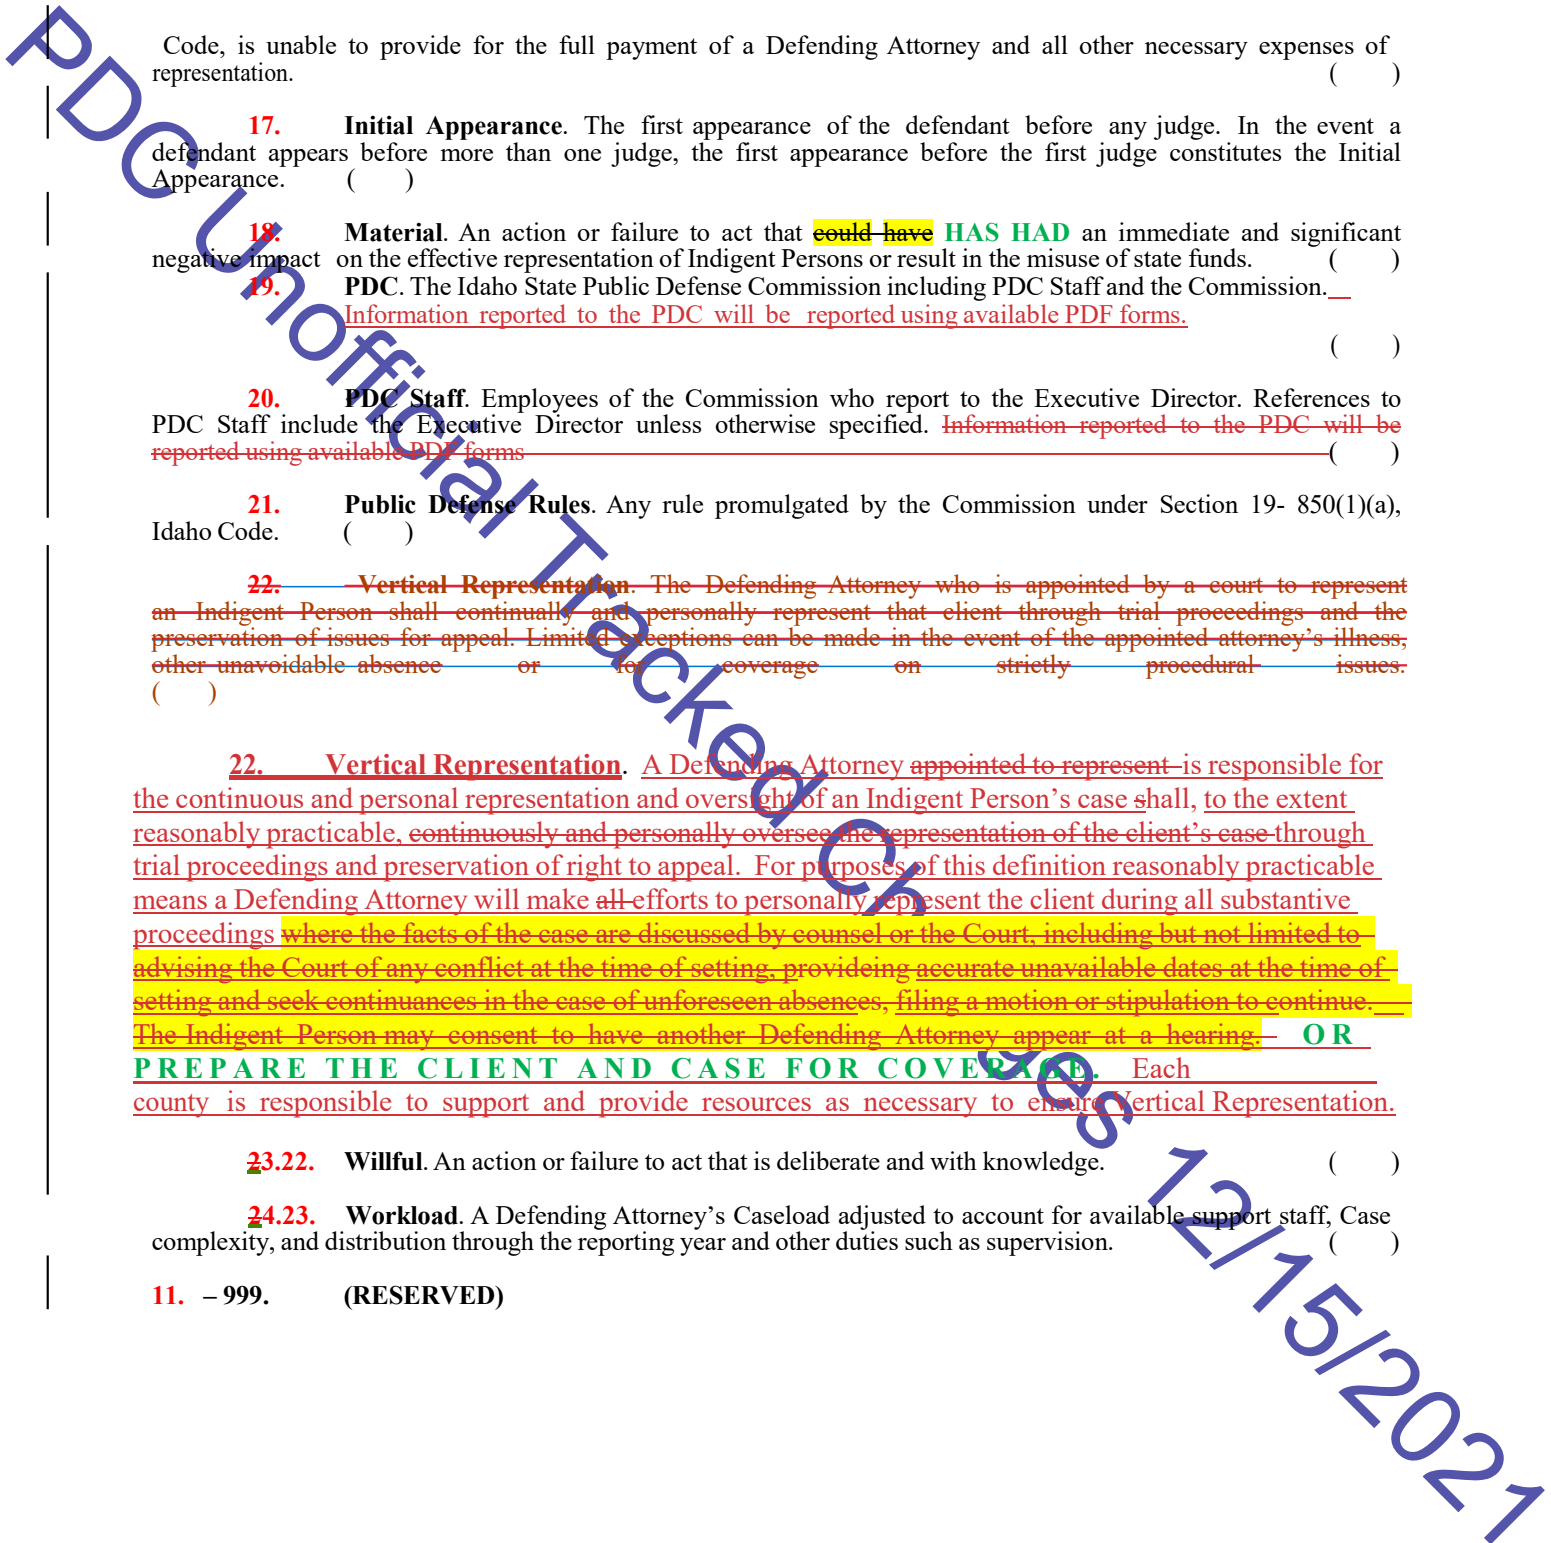 Code, is unable to provide for the full payment of a Defending Attorney and all other necessary expenses of
representation. ( )
17. Initial Appearance. The first appearance of the defendant before any judge. In the event a
defendant appears before more than one judge, the first appearance before the first judge constitutes the Initial
Appearance. ( )
18. Material. An action or failure to act that could have HAS HAD an immediate and significant
negative impact on the effective representation of Indigent Persons or result in the misuse of state funds. ( )
19. PDC. The Idaho State Public Defense Commission including PDC Staff and the Commission.
Information reported to the PDC will be reported using available PDF forms.
( )
20. PDC Staff. Employees of the Commission who report to the Executive Director. References to
PDC Staff include the Executive Director unless otherwise specified. Information reported to the PDC will be
reported using available PDF forms ( )
21. Public Defense Rules. Any rule promulgated by the Commission under Section 19- 850(1)(a),
Idaho Code. ( )
22. Vertical Representation. The Defending Attorney who is appointed by a court to represent
an Indigent Person shall continually and personally represent that client through trial proceedings and the
preservation of issues for appeal. Limited exceptions can be made in the event of the appointed attorney’s illness,
other unavoidable absence or for coverage on strictly procedural issues.
( )
22. Vertical Representation. A Defending Attorney appointed to represent is responsible for
the continuous and personal representation and oversight of an Indigent Person’s case shall, to the extent
reasonably practicable, continuously and personally oversee the representation of the client’s case through
trial proceedings and preservation of right to appeal. For purposes of this definition reasonably practicable
means a Defending Attorney will make all efforts to personally represent the client during all substantive
proceedings where the facts of the case are discussed by counsel or the Court, including but not limited to
advising the Court of any conflict at the time of setting, provideing accurate unavailable dates at the time of
setting and seek continuances in the case of unforeseen absences, filing a motion or stipulation to continue.
The Indigent Person may consent to have another Defending Attorney appear at a hearing. OR
PREPARE THE CLIENT AND CASE FOR COVERAGE. Each
county is responsible to support and provide resources as necessary to ensure Vertical Representation.
23.22. Willful. An action or failure to act that is deliberate and with knowledge. ( )
24.23. Workload. A Defending Attorney’s Caseload adjusted to account for available support staff, Case
complexity, and distribution through the reporting year and other duties such as supervision. ( )
11. – 999. (RESERVED)
PDC Unofficial Tracked Changes 12/15/2021